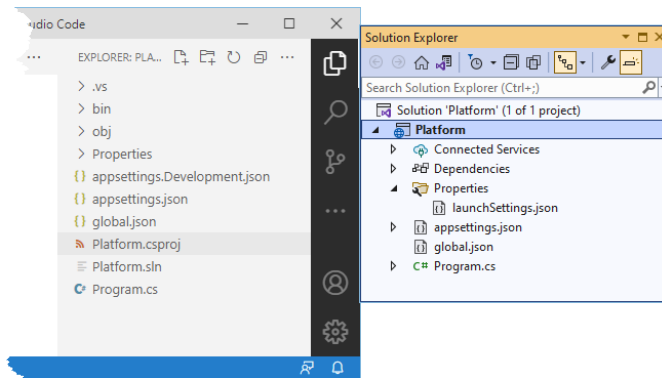 udio Code
EXPLORER: PLA...
.vs
bin
obj
Properties
{} appsettings.Development.json
{} appsettings.json
{} global.json
Platform.csproj
Platform.sln
C# Program.cs
Solution Explorer
Search Solution Explorer (Ctrl+;)
Solution 'Platform' (1 of 1 project)
Platform
Connected Services
Dependencies
Properties
launchSettings.json
appsettings.json
global.json
C# Program.cs